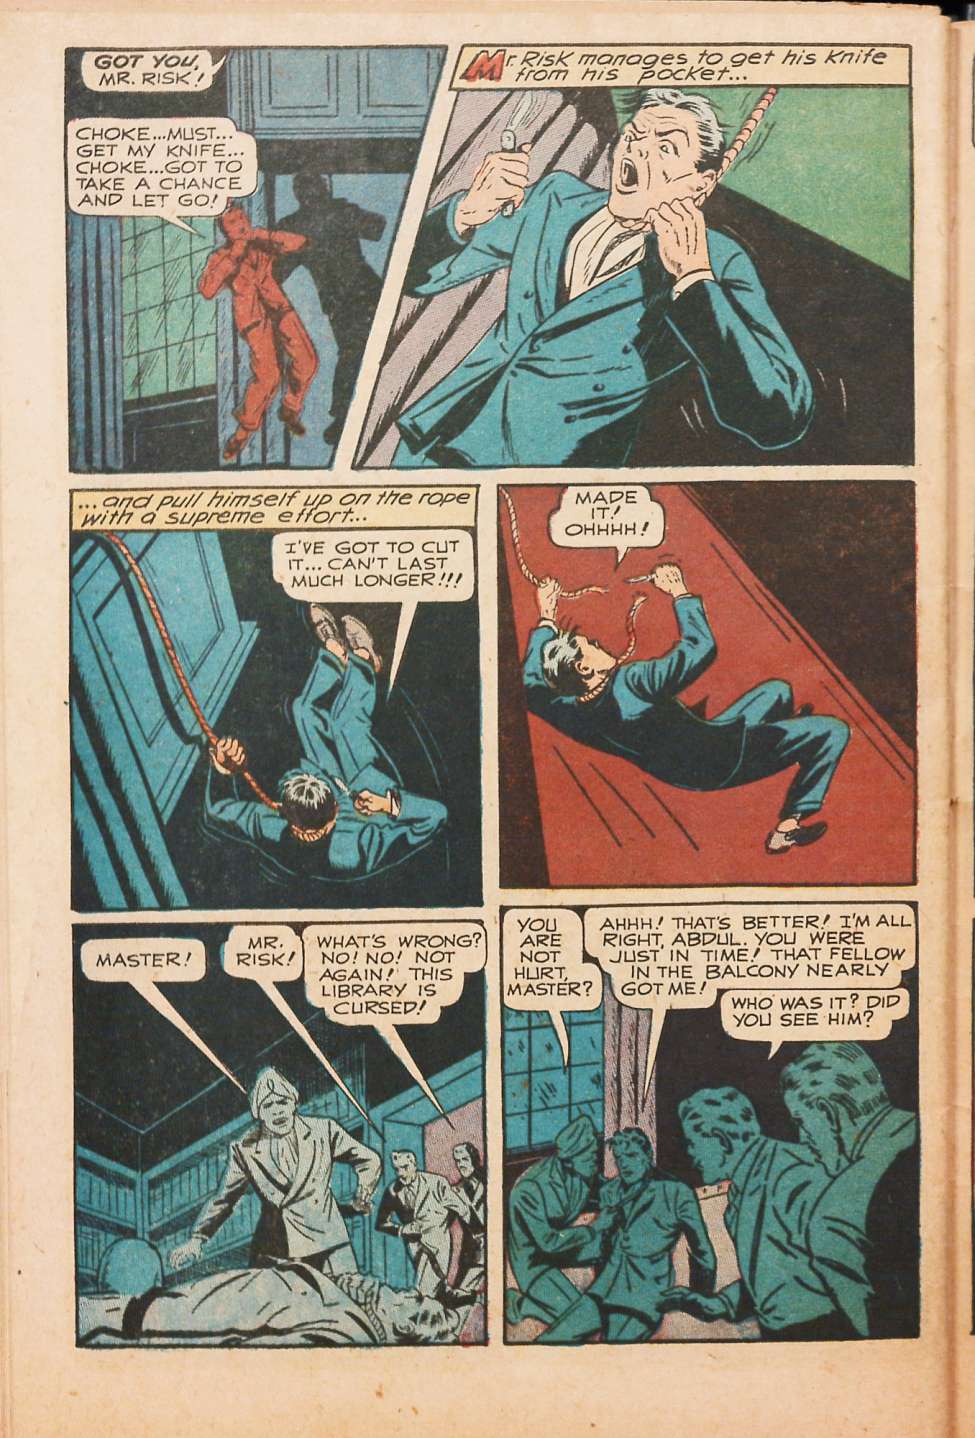 GOT YOU,
MR. RISK!
CHOKE...MUST...
GET MY KNIFE...
CHOKE...GOT TO
TAKE A CHANCE
AND LET GO!
Mr. Risk manages to get his knife
from his pocket...
...and pull himself up on the rope
with a supreme effort...
I'VE GOT TO CUT
IT... CAN'T LAST
MUCH LONGER!!!
MADE
IT!
OHHHH!
MASTER!
MR.
RISK!
WHAT'S WRONG?
NO! NO! NOT
AGAIN! THIS
LIBRARY IS
CURSED!
YOU
ARE
NOT
HURT,
MASTER?
AHHH! THAT'S BETTER! I'M ALL
RIGHT, ABDUL. YOU WERE
JUST IN TIME! THAT FELLOW
IN THE BALCONY NEARLY
GOT ME!
WHO WAS IT? DID
YOU SEE HIM?